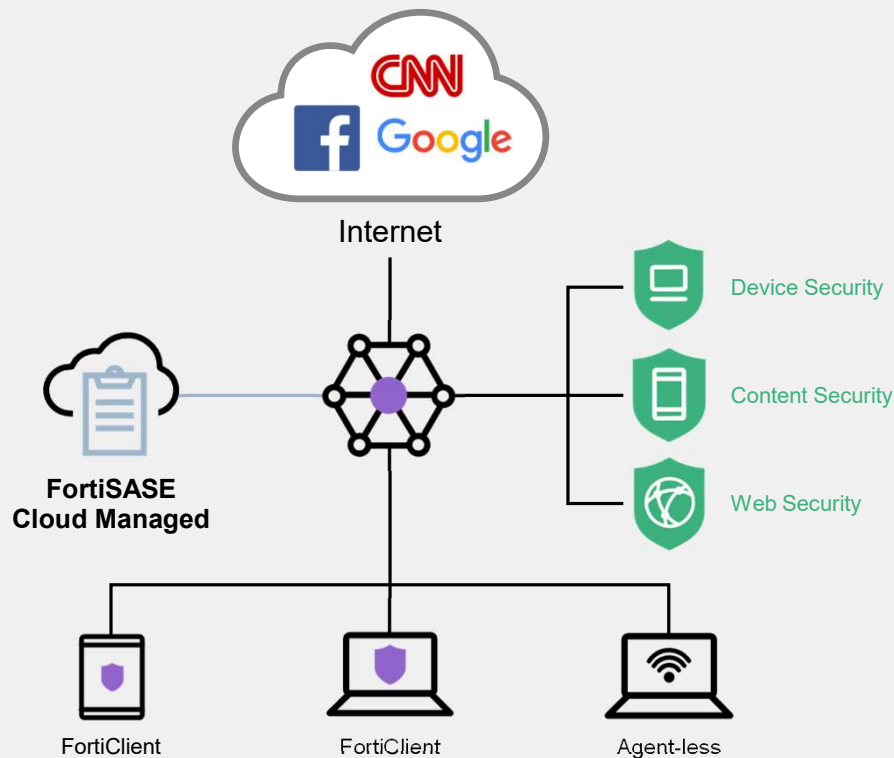 CNN
f Google
Internet
Device Security
Content Security
FortiSASE
Cloud Managed
Web Security
FortiClient
FortiClient
Agent-less